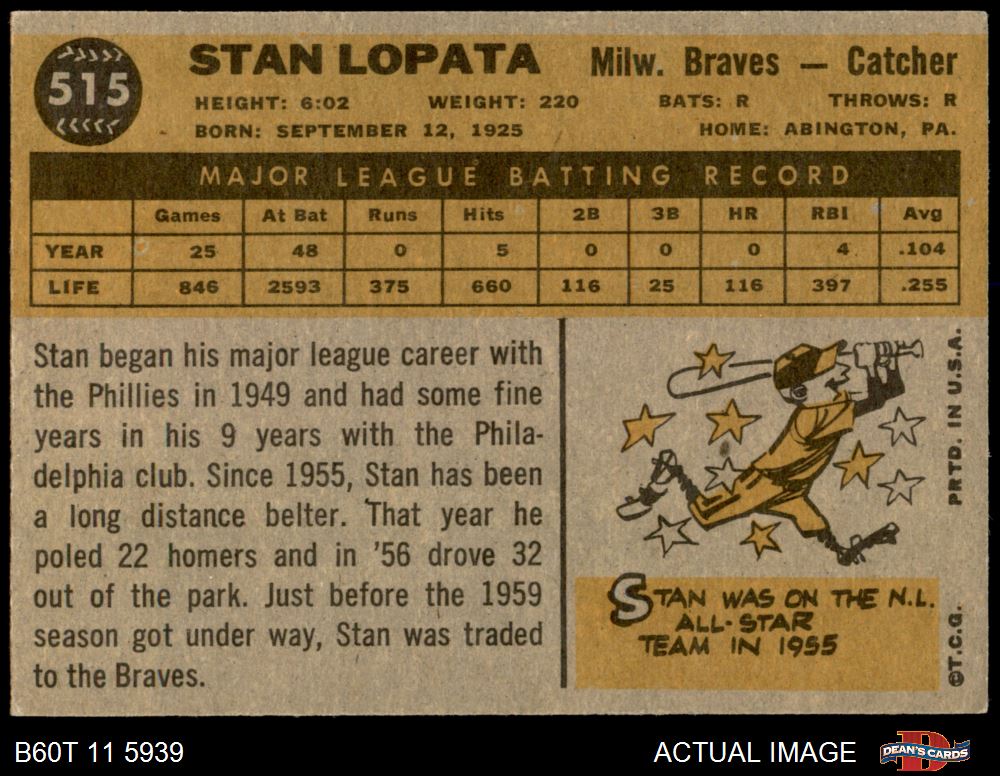 515
STAN LOPATA
Milw. Braves — Catcher
HEIGHT: 6:02 WEIGHT: 220 BATS: R THROWS: R
BORN: SEPTEMBER 12, 1925 HOME: ABINGTON, PA.
MAJOR LEAGUE BATTING RECORD
Games At Bat Runs Hits 2B 3B HR RBI Avg
YEAR 25 48 0 5 0 0 0 4 .104
LIFE 846 2593 375 660 116 25 116 397 .255
Stan began his major league career with
the Phillies in 1949 and had some fine
years in his 9 years with the Phila-
delphia club. Since 1955, Stan has been
a long distance belter. That year he
poled 22 homers and in '56 drove 32
out of the park. Just before the 1959
season got under way, Stan was traded
to the Braves.
STAN WAS ON THE N.L.
ALL-STAR
TEAM IN 1955
©T.C.G. PRTD. IN U.S.A.
B60T 11 5939
ACTUAL IMAGE
DEAN'S CARDS